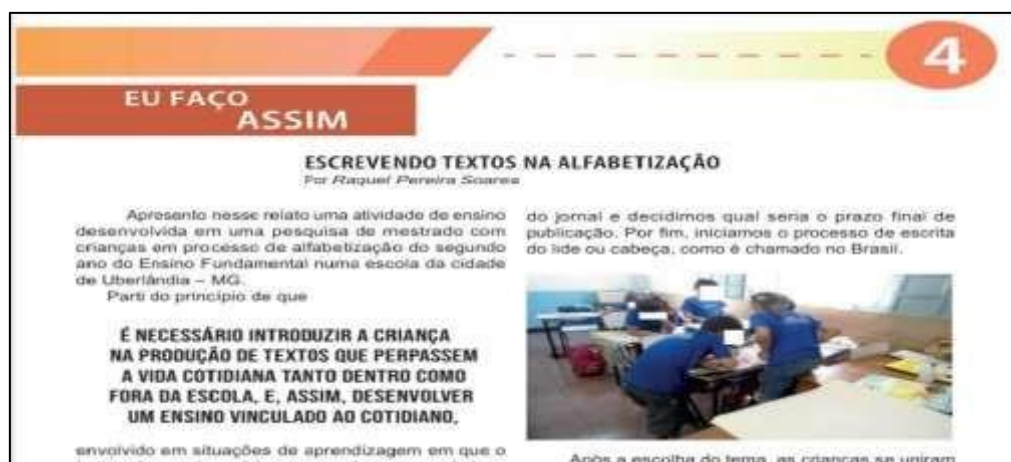 4
EU FAÇO
ASSIM
ESCREVENDO TEXTOS NA ALFABETIZAÇÃO
Por Raquel Pereira Soares
Apresento nesse relato uma atividade de ensino
desenvolvida em uma pesquisa de mestrado com
crianças em processo de alfabetização do segundo
ano do Ensino Fundamental numa escola da cidade
de Uberlândia – MG.
Parti do princípio de que
É NECESSÁRIO INTRODUZIR A CRIANÇA
NA PRODUÇÃO DE TEXTOS QUE PERPASSEM
A VIDA COTIDIANA TANTO DENTRO COMO
FORA DA ESCOLA, E, ASSIM, DESENVOLVER
UM ENSINO VINCULADO AO COTIDIANO,
envolvido em situações de aprendizagem em que o
do jornal e decidimos qual seria o prazo final de
publicação. Por fim, iniciamos o processo de escrita
do lide ou cabeça, como é chamado no Brasil.
Após a escolha do tema, as crianças se uniram